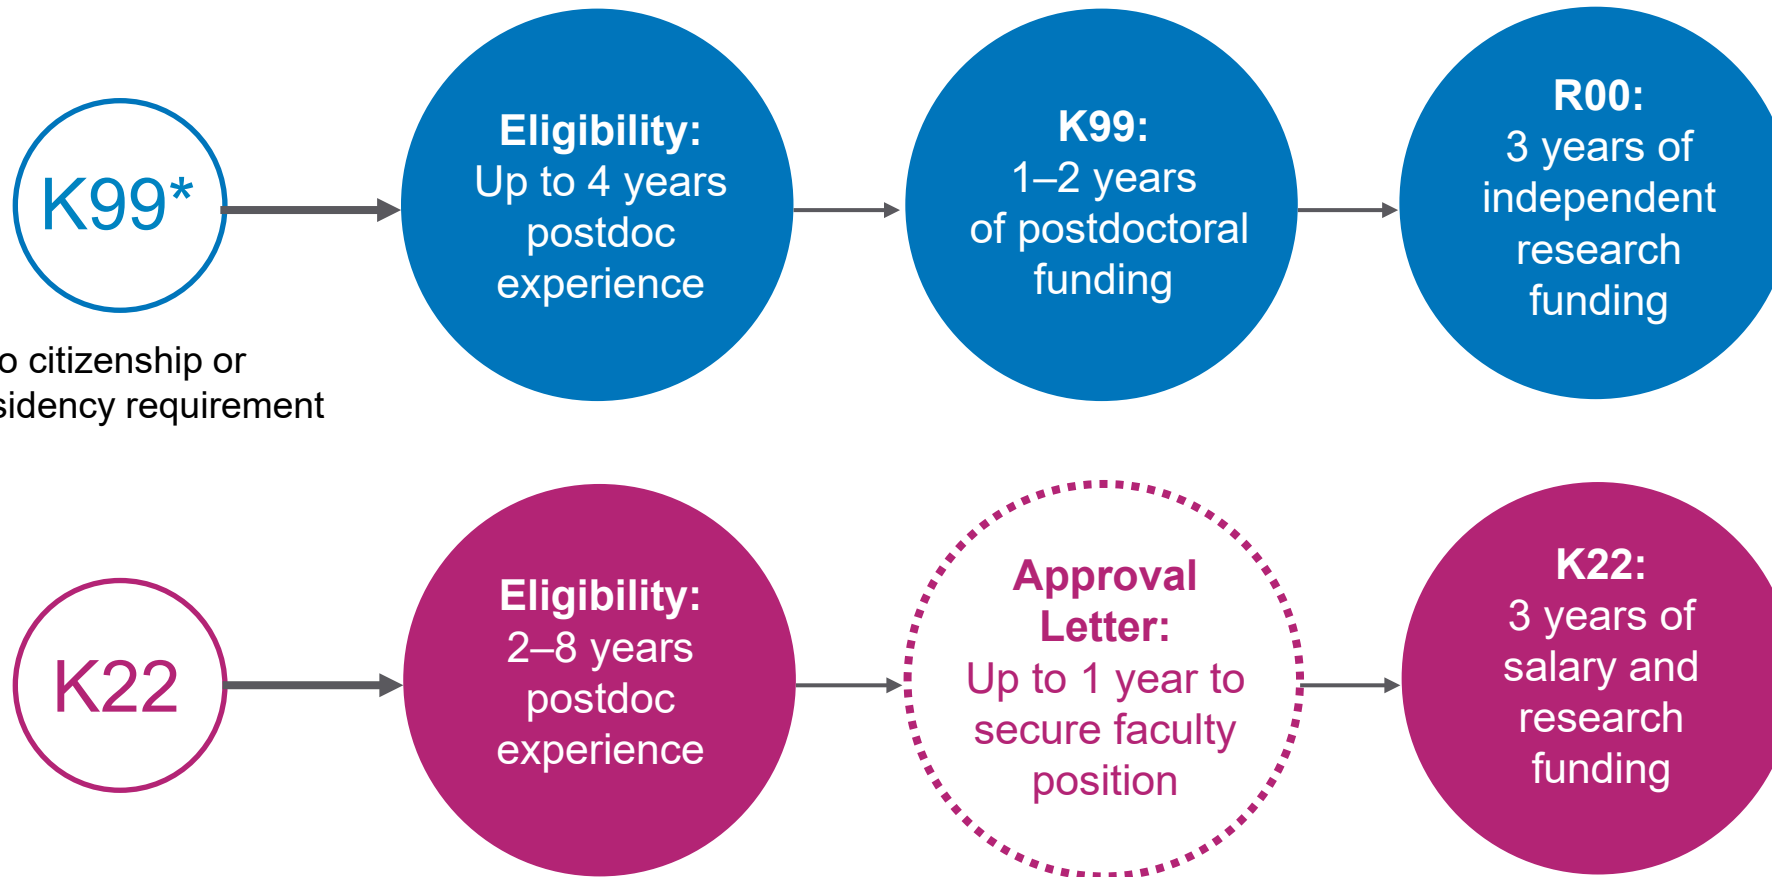 K99*
Eligibility:
Up to 4 years
postdoc
experience
K99:
1–2 years
of postdoctoral
funding
R00:
3 years of
independent
research
funding
o citizenship or
sidency requirement
K22
Eligibility:
2–8 years
postdoc
experience
Approval
Letter:
Up to 1 year to
secure faculty
position
K22:
3 years of
salary and
research
funding